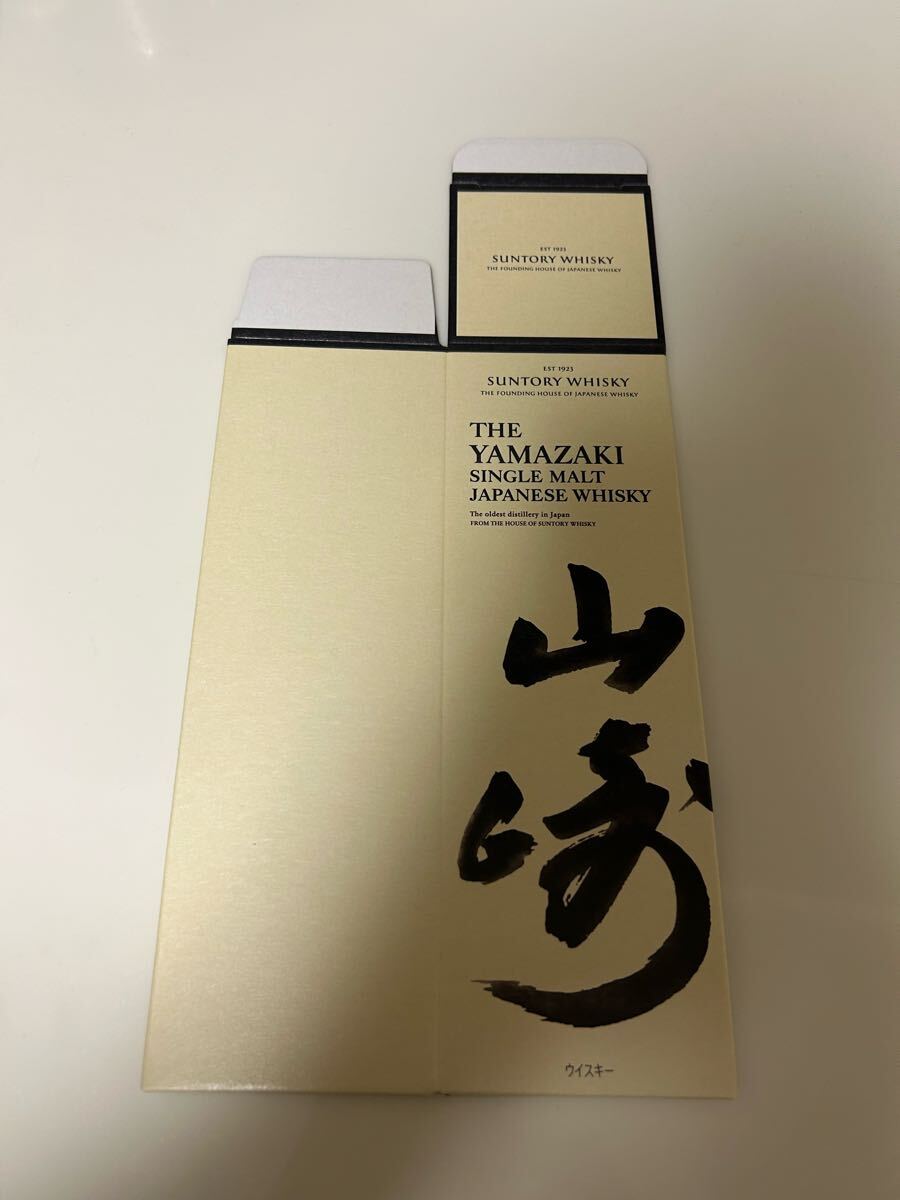 EST 1923
SUNTORY WHISKY
THE FOUNDING HOUSE OF JAPANESE WHISKY
EST 1923
SUNTORY WHISKY
THE FOUNDING HOUSE OF JAPANESE WHISKY
THE
YAMAZAKI
SINGLE MALT
JAPANESE WHISKY
The oldest distillery in Japan
FROM THE HOUSE OF SUNTORY WHISKY
山
崎
ウイスキー